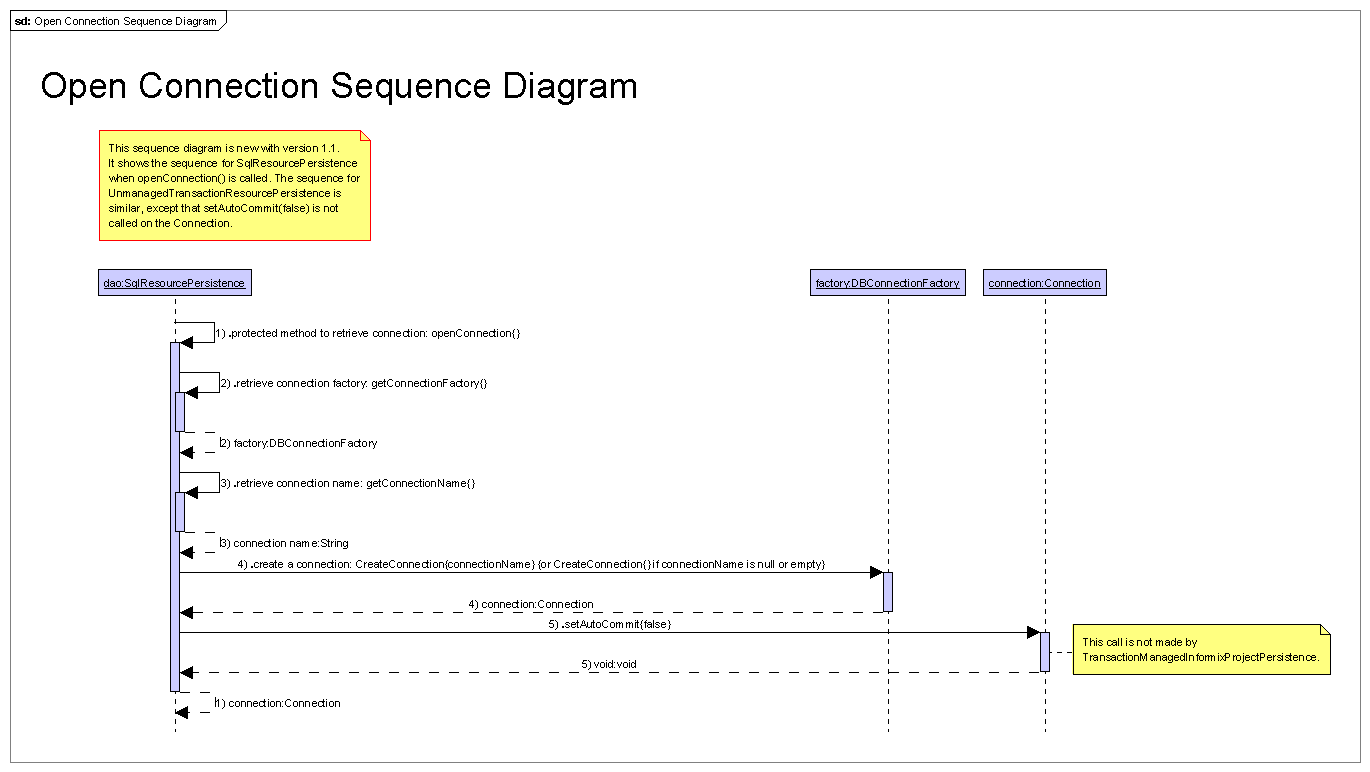 sd: Open Connection Sequence Diagram
Open Connection Sequence Diagram
This sequence diagram is new with version 1.1.
It shows the sequence for SqlResourcePersistence
when openConnection() is called. The sequence for
UnmanagedTransactionResourcePersistence is
similar, except that setAutoCommit(false) is not
called on the Connection.
dao:SqlResourcePersistence
factory:DBConnectionFactory
connection:Connection
1) .protected method to retrieve connection: openConnection{}
2) .retrieve connection factory: getConnectionFactory{}
2) factory:DBConnectionFactory
3) .retrieve connection name: getConnectionName{}
3) connection name:String
4) .create a connection: CreateConnection{connectionName} {or CreateConnection{} if connectionName is null or empty}
4) connection:Connection
5) .setAutoCommit{false}
This call is not made by
TransactionManagedInformixProjectPersistence.
5) void:void
1) connection:Connection